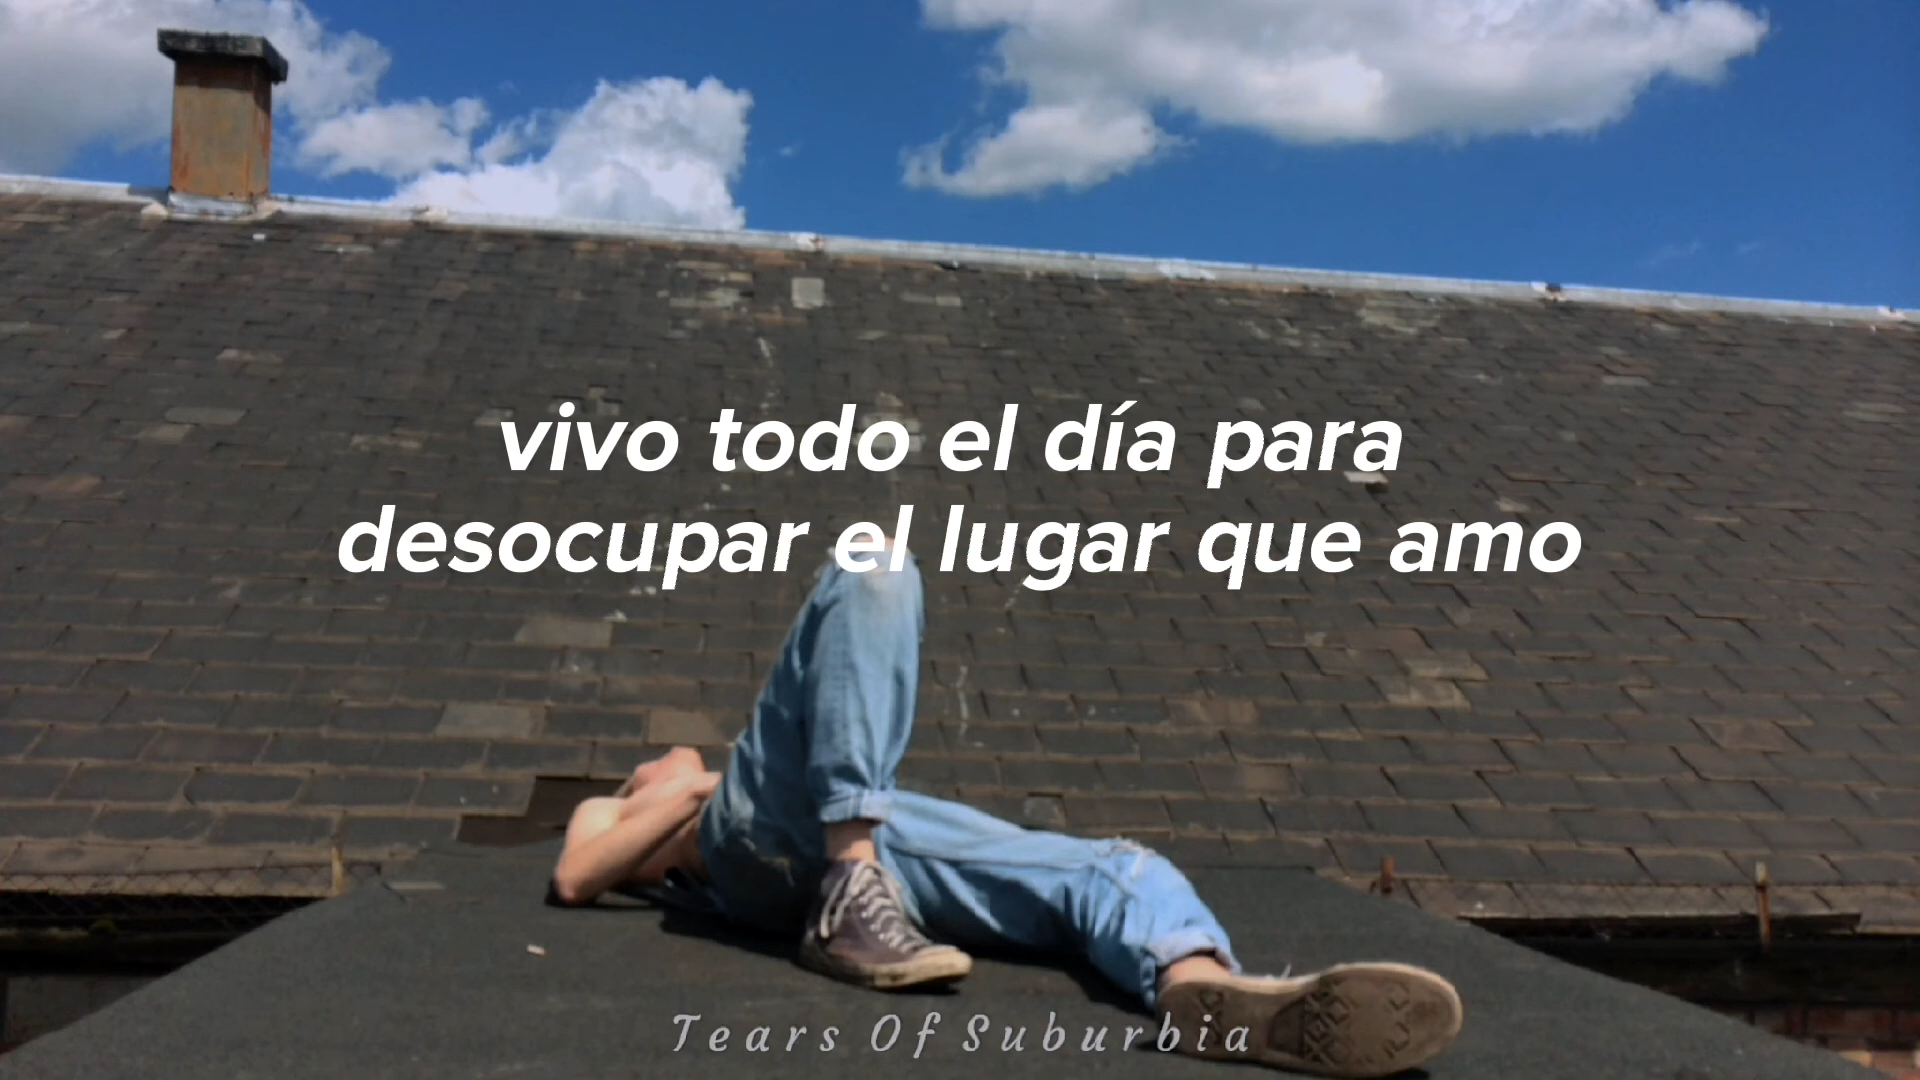 vivo todo el día para
desocupar el lugar que amo
Tears Of Suburbia